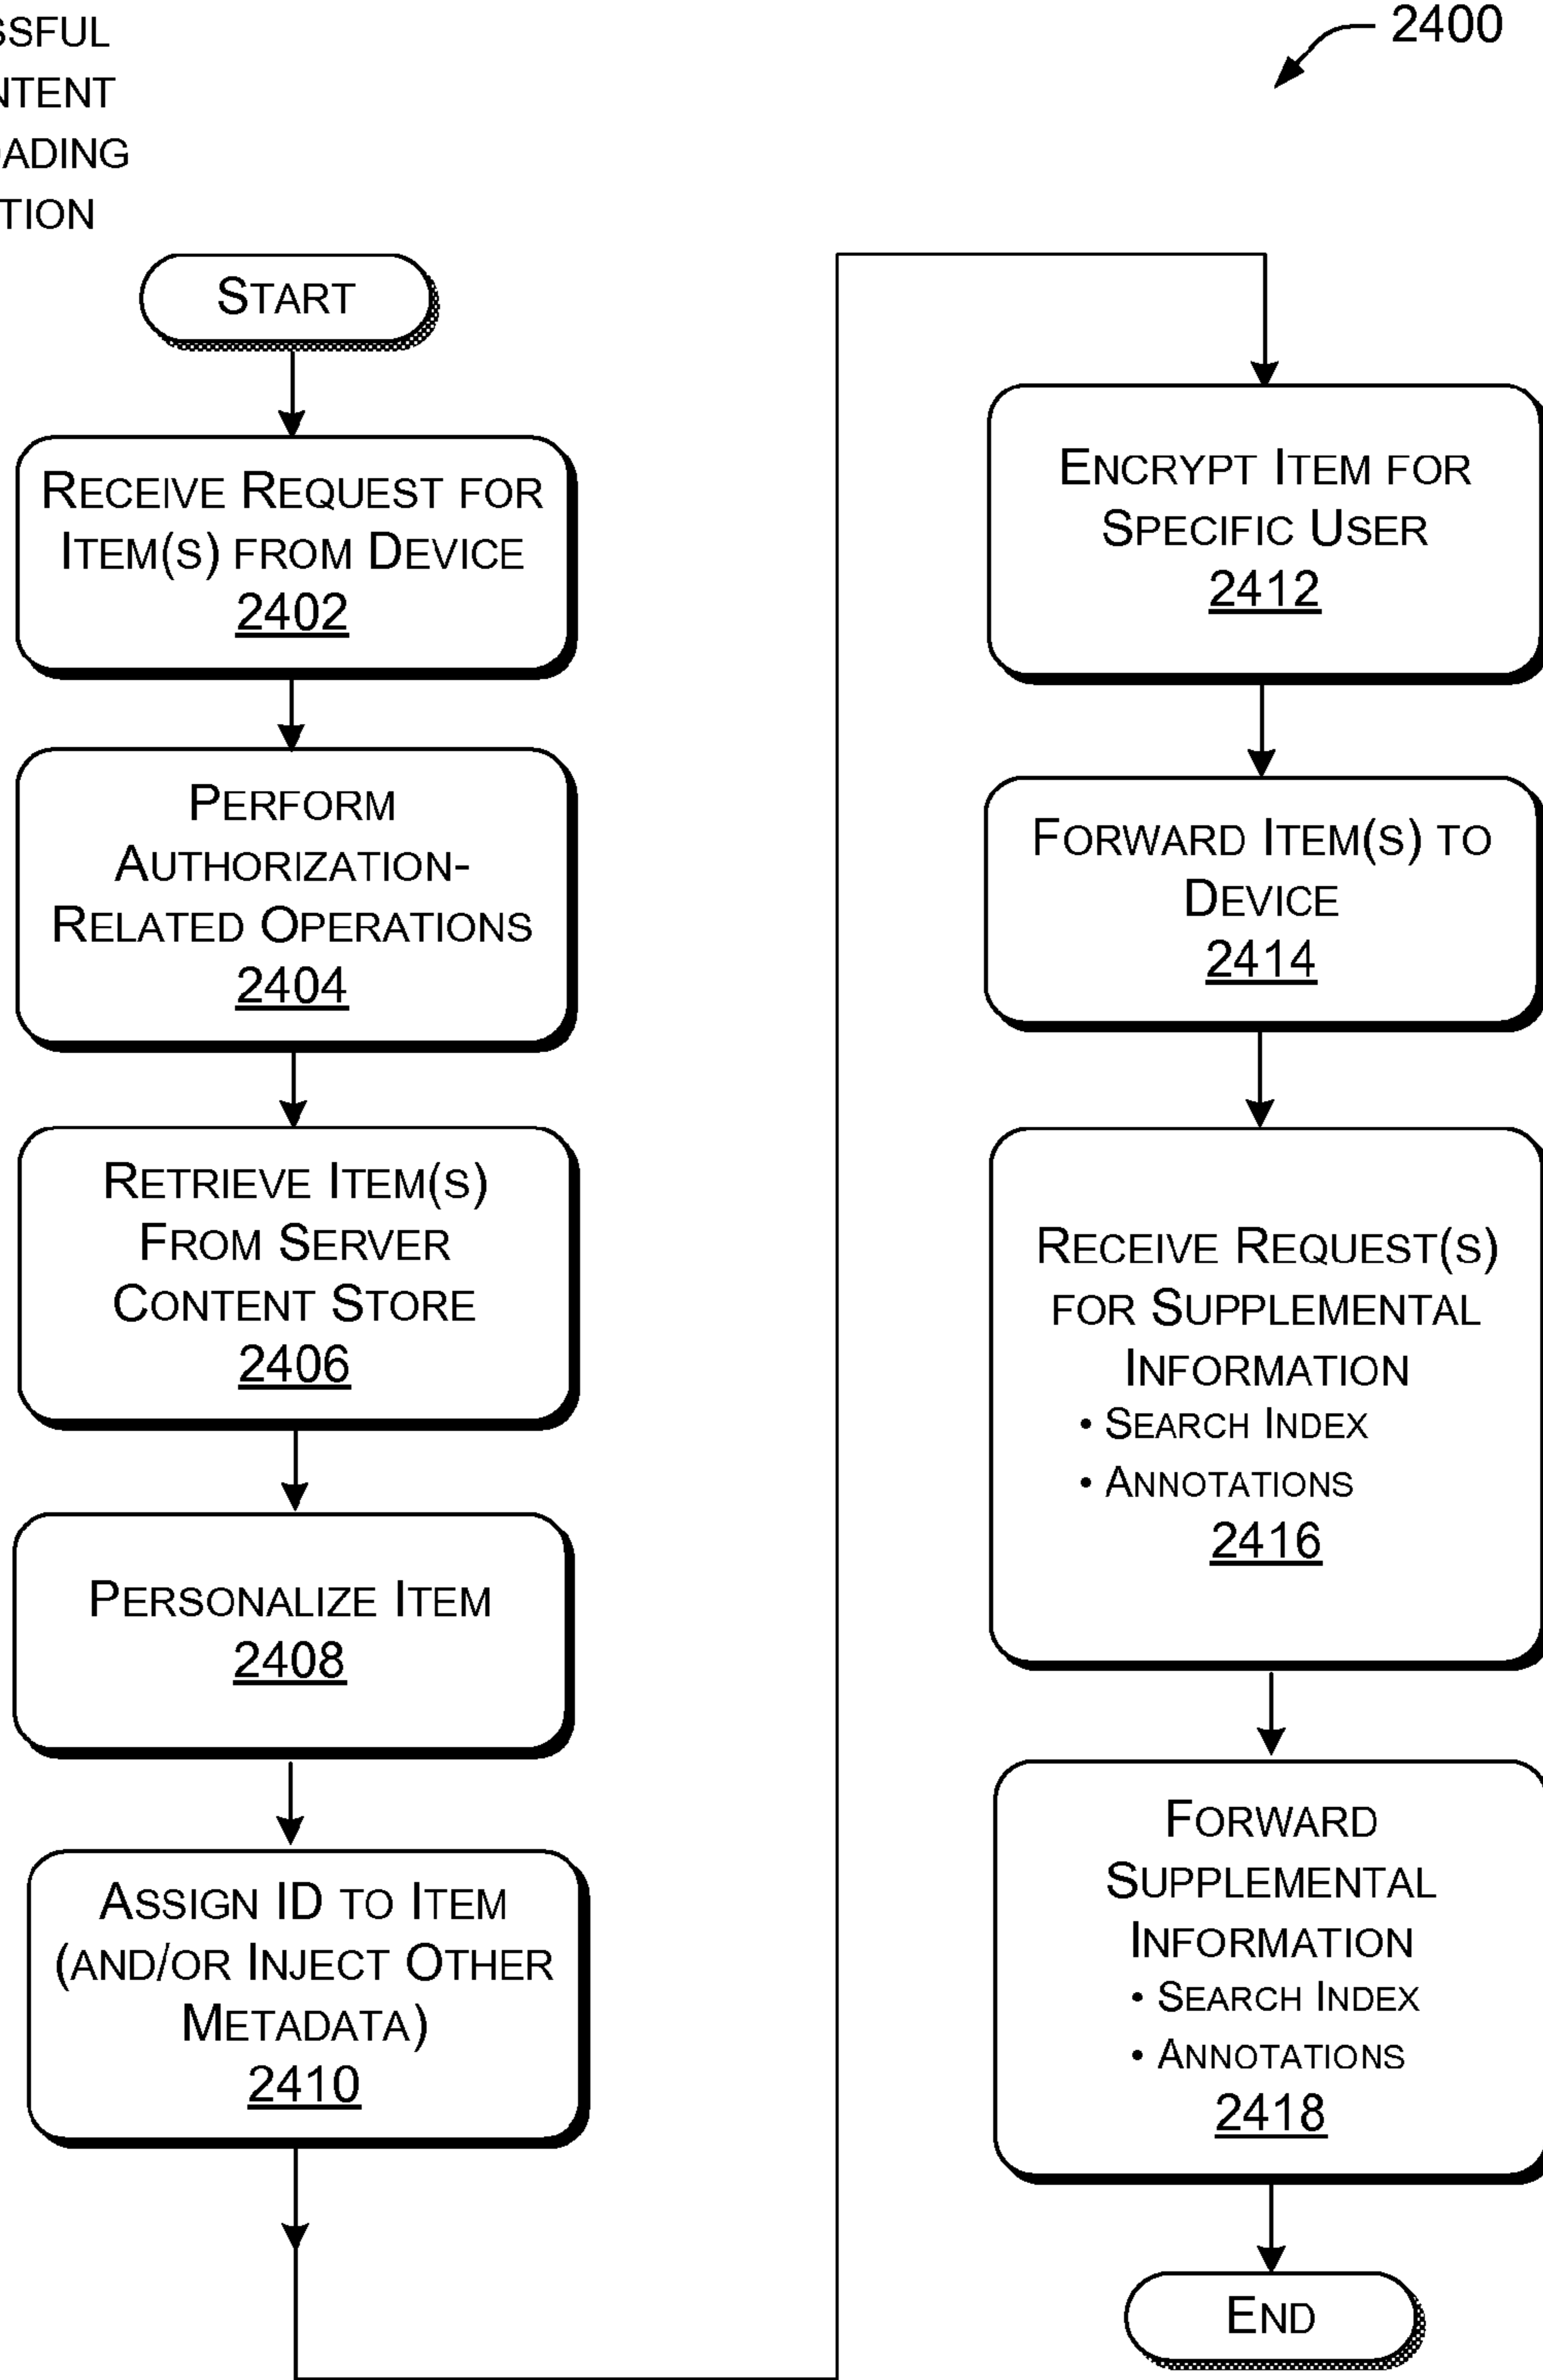 SSFUL
NTENT
ADING
TION
2400
START
RECEIVE REQUEST FOR
ITEM(S) FROM DEVICE
2402
PERFORM
AUTHORIZATION-
RELATED OPERATIONS
2404
RETRIEVE ITEM(S)
FROM SERVER
CONTENT STORE
2406
PERSONALIZE ITEM
2408
ASSIGN ID TO ITEM
(AND/OR INJECT OTHER
METADATA)
2410
ENCRYPT ITEM FOR
SPECIFIC USER
2412
FORWARD ITEM(S) TO
DEVICE
2414
RECEIVE REQUEST(S)
FOR SUPPLEMENTAL
INFORMATION
• SEARCH INDEX
• ANNOTATIONS
2416
FORWARD
SUPPLEMENTAL
INFORMATION
• SEARCH INDEX
• ANNOTATIONS
2418
END